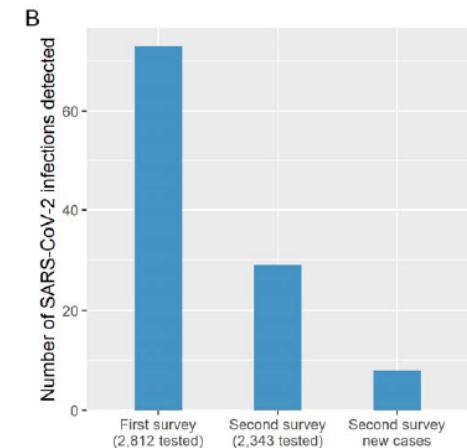 B
Number of SARS-CoV-2 infections detected
60
40
20
0
First survey
(2,812 tested)
Second survey
(2,343 tested)
Second survey
new cases